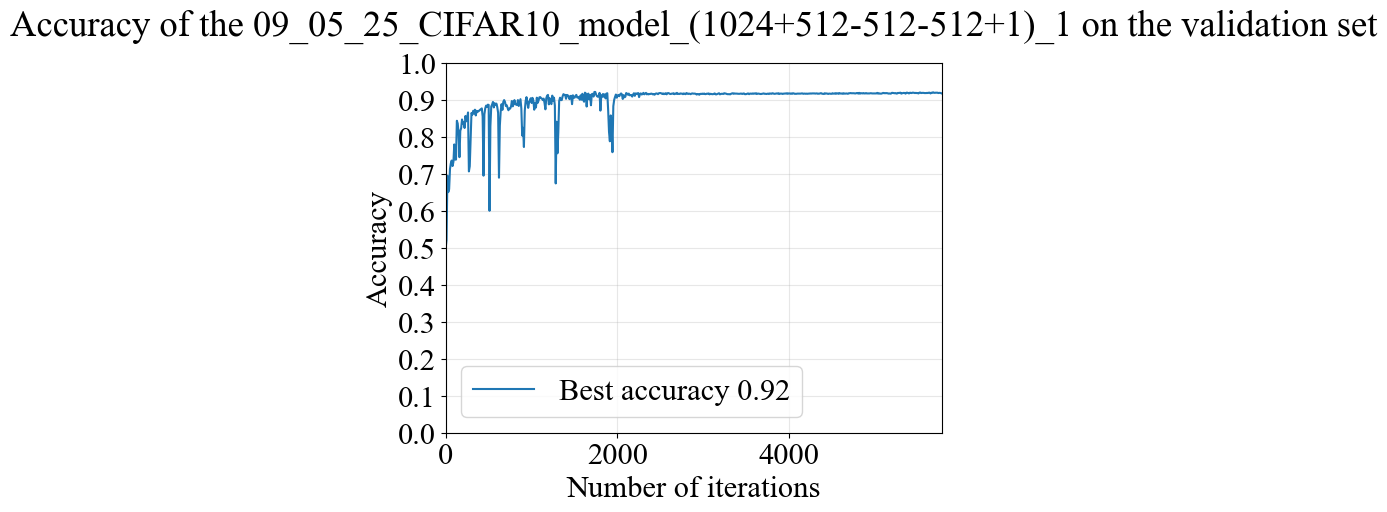 Accuracy of the 09_05_25_CIFAR10_model_(1024+512-512-512+1)_1 on the validation set
1.0
0.9
0.8
0.7
0.6
0.5
0.4
0.3
0.2
0.1
0.0
Accuracy
Best accuracy 0.92
0 2000 4000
Number of iterations